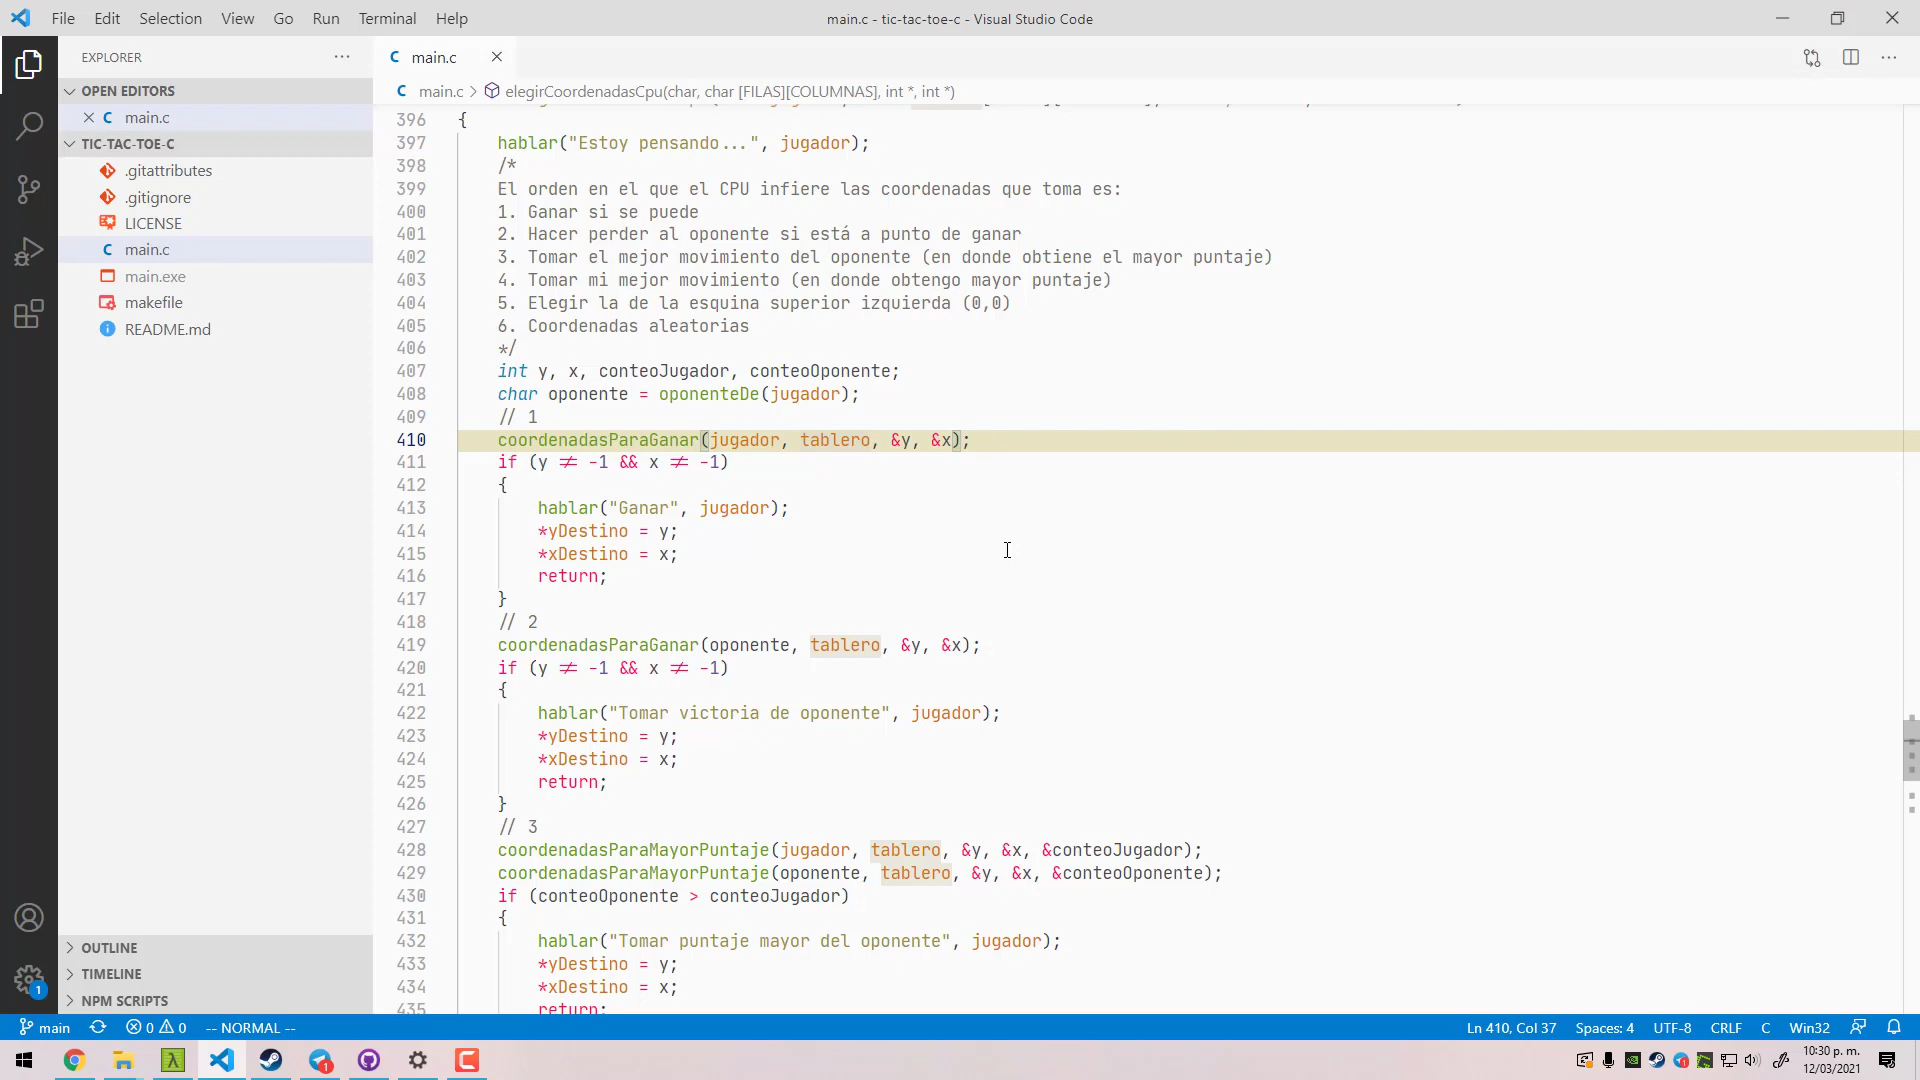 File Edit Selection View Go Run Terminal Help
main.c - tic-tac-toe-c - Visual Studio Code
EXPLORER
OPEN EDITORS
main.c
TIC-TAC-TOE-C
.gitattributes
.gitignore
LICENSE
main.c
main.exe
makefile
README.md
OUTLINE
TIMELINE
NPM SCRIPTS
main.c
main.c > elegirCoordenadasCpu(char, char [FILAS][COLUMNAS], int *, int *)
396 {
397 hablar("Estoy pensando...", jugador);
398 /*
399 El orden en el que el CPU infiere las coordenadas que toma es:
400 1. Ganar si se puede
401 2. Hacer perder al oponente si está a punto de ganar
402 3. Tomar el mejor movimiento del oponente (en donde obtiene el mayor puntaje)
403 4. Tomar mi mejor movimiento (en donde obtengo mayor puntaje)
404 5. Elegir la de la esquina superior izquierda (0,0)
405 6. Coordenadas aleatorias
406 */
407 int y, x, conteoJugador, conteoOponente;
408 char oponente = oponenteDe(jugador);
409 // 1
410 coordenadasParaGanar(jugador, tablero, &y, &x);
411 if (y != -1 && x != -1)
412 {
413 hablar("Ganar", jugador);
414 *yDestino = y;
415 *xDestino = x;
416 return;
417 }
418 // 2
419 coordenadasParaGanar(oponente, tablero, &y, &x);
420 if (y != -1 && x != -1)
421 {
422 hablar("Tomar victoria de oponente", jugador);
423 *yDestino = y;
424 *xDestino = x;
425 return;
426 }
427 // 3
428 coordenadasParaMayorPuntaje(jugador, tablero, &y, &x, &conteoJugador);
429 coordenadasParaMayorPuntaje(oponente, tablero, &y, &x, &conteoOponente);
430 if (conteoOponente > conteoJugador)
431 {
432 hablar("Tomar puntaje mayor del oponente", jugador);
433 *yDestino = y;
434 *xDestino = x;
435 return;
1
main 0 0 -- NORMAL -- Ln 410, Col 37 Spaces: 4 UTF-8 CRLF C Win32
10:30 p. m.
12/03/2021